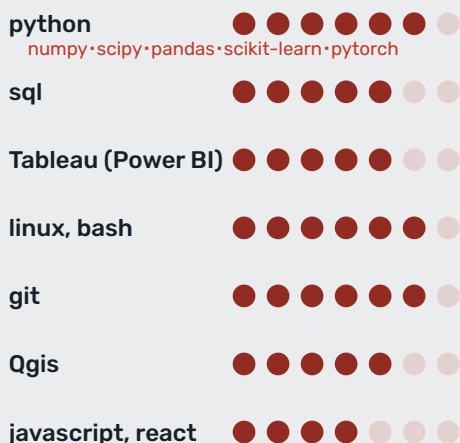 python
numpy·scipy·pandas·scikit-learn·pytorch
sql
Tableau (Power BI)
linux, bash
git
Qgis
javascript, react